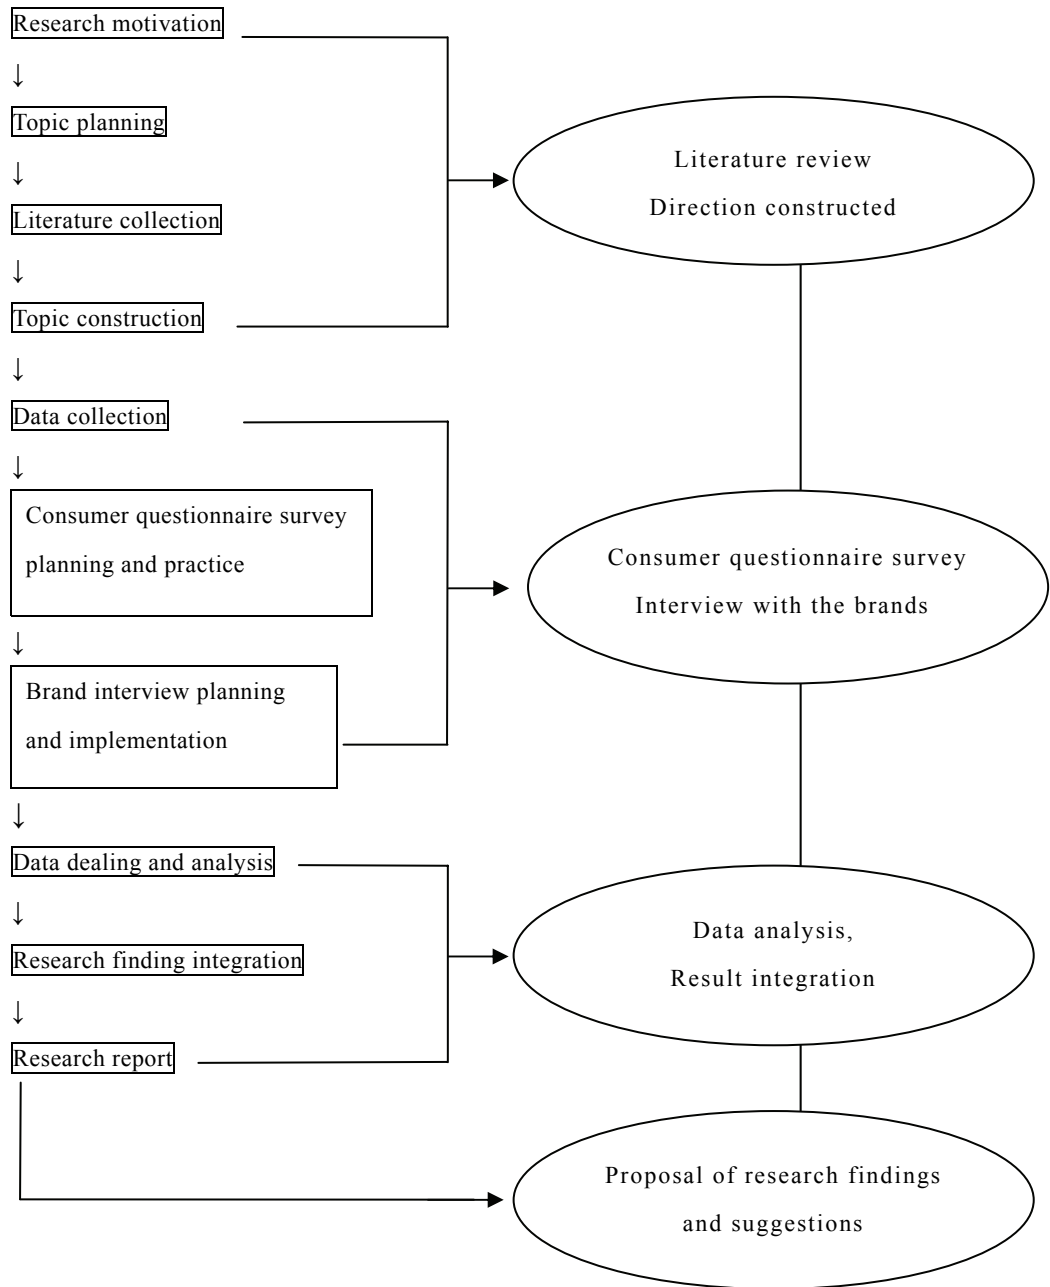 Research motivation
↓
Topic planning
↓
Literature collection
↓
Topic construction
↓
Data collection
↓
Consumer questionnaire survey
planning and practice
↓
Brand interview planning
and implementation
↓
Data dealing and analysis
↓
Research finding integration
↓
Research report
Literature review
Direction constructed
Consumer questionnaire survey
Interview with the brands
Data analysis,
Result integration
Proposal of research findings
and suggestions